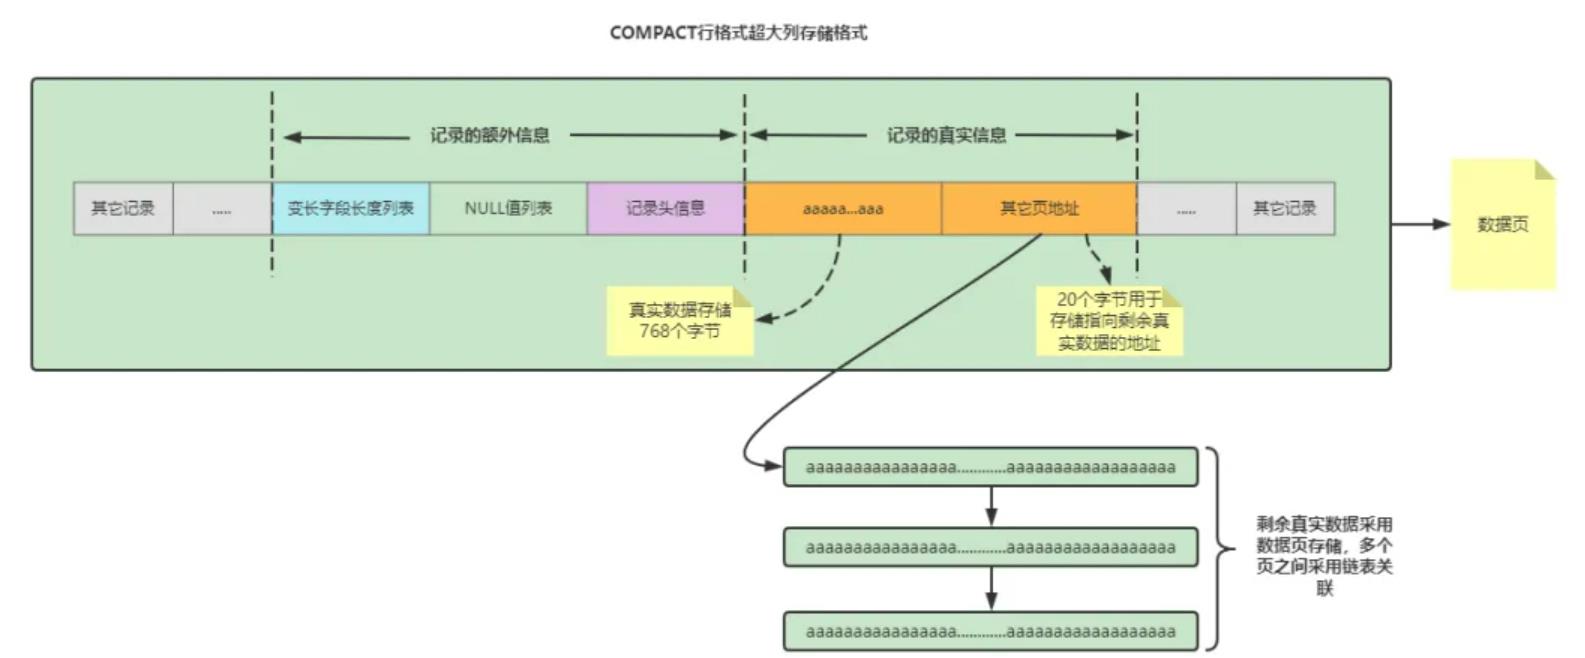 COMPACT行格式超大列存储格式
记录的额外信息
记录的真实信息
其它记录
.....
变长字段长度列表
NULL值列表
记录头信息
aaaaa...aaa
其它页地址
.....
其它记录
数据页
真实数据存储
768个字节
20个字节用于
存储指向剩余真
实数据的地址
aaaaaaaaaaaaaaaa...........aaaaaaaaaaaaaaaaaa
aaaaaaaaaaaaaaaa...........aaaaaaaaaaaaaaaaaa
aaaaaaaaaaaaaaaa...........aaaaaaaaaaaaaaaaaa
剩余真实数据采用
数据页存储，多个
页之间采用链表关
联